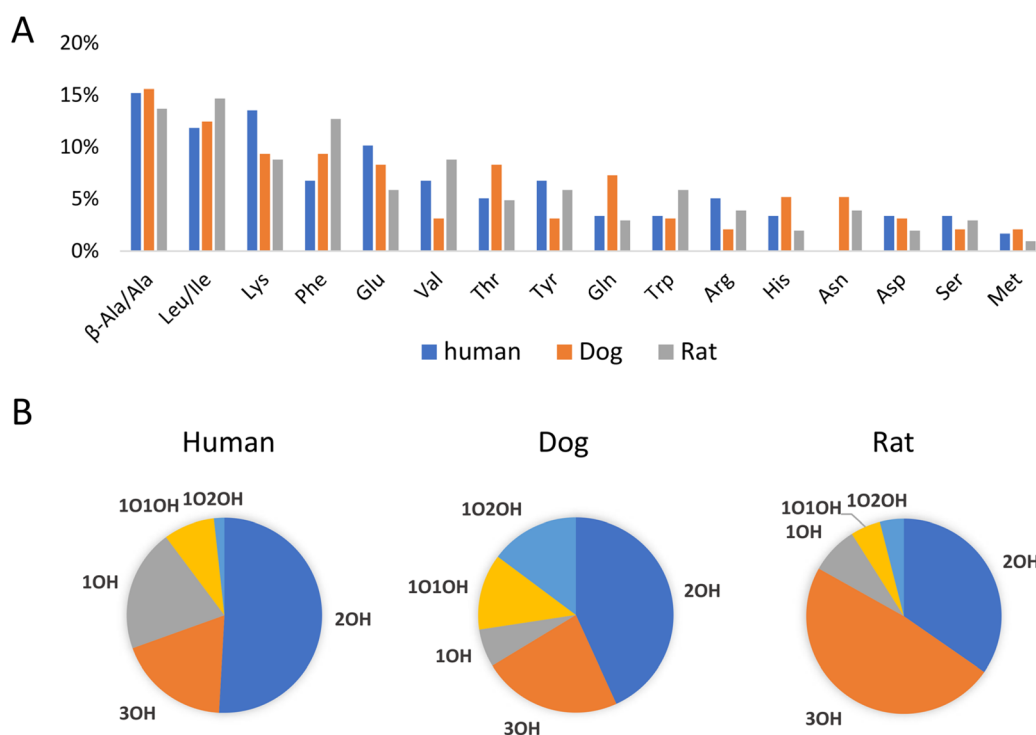 A
20%
15%
10%
5%
0%
β-Ala/Ala
Leu/Ile
Lys
Phe
Glu
Val
Thr
Tyr
Gln
Trp
Arg
His
Asn
Asp
Ser
Met
human Dog Rat
B
Human Dog Rat
1O1OH 1O2OH
1OH
2OH
3OH
1O2OH
1O1OH
2OH
1OH
3OH
1O1OH 1O2OH
1OH
2OH
3OH